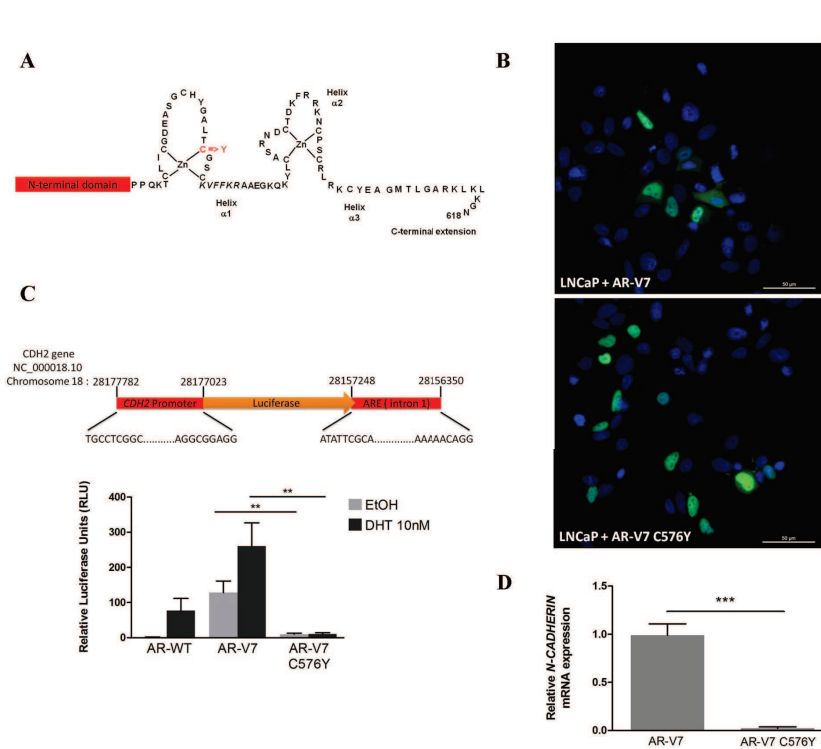 A
N-terminal domain
PPQKTCLICGDEASGCHYGALTC=>YGSCKVFFKRAAEGKQKYLCASRNDCTDKFRRKNCPSCRLRKCYEAGMTLGARKLKKLGN
Zn
Zn
Helix
α1
Helix
α2
Helix
α3
618
C-terminal extension
B
LNCaP + AR-V7
50 µm
LNCaP + AR-V7 C576Y
50 µm
C
CDH2 gene
NC_000018.10
Chromosome 18 : 28177782 28177023 28157248 28156350
CDH2 Promoter Luciferase ARE ( intron 1)
TGCCTCGGC..........AGGCGGAGG ATATTCGCA.............AAAAACAGG
Relative Luciferase Units (RLU)
400
300
200
100
0
**
**
EtOH
DHT 10nM
AR-WT AR-V7 AR-V7
C576Y
D
Relative N-CADHERIN
mRNA expression
1.5
1.0
0.5
0.0
***
AR-V7 AR-V7 C576Y